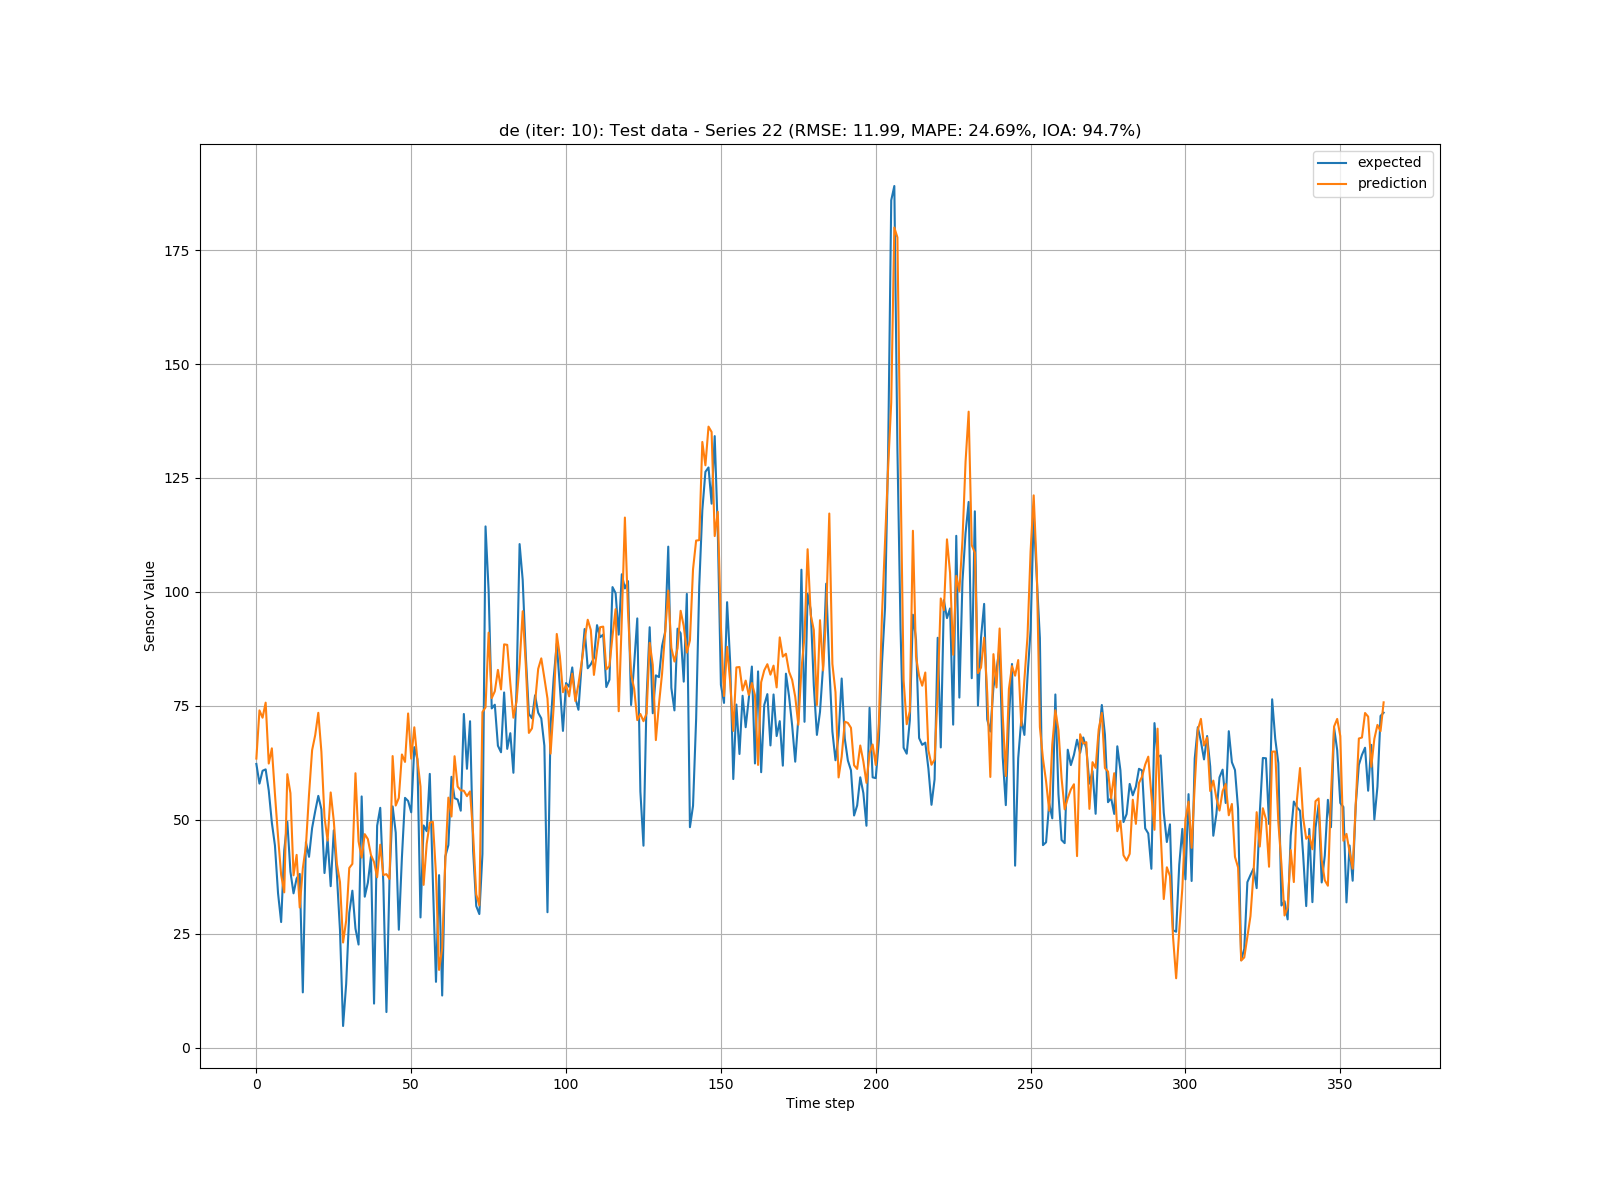 de (iter: 10): Test data - Series 22 (RMSE: 11.99, MAPE: 24.69%, IOA: 94.7%)
expected
prediction
175
150
125
100
75
50
25
0
Sensor Value
0 50 100 150 200 250 300 350
Time step